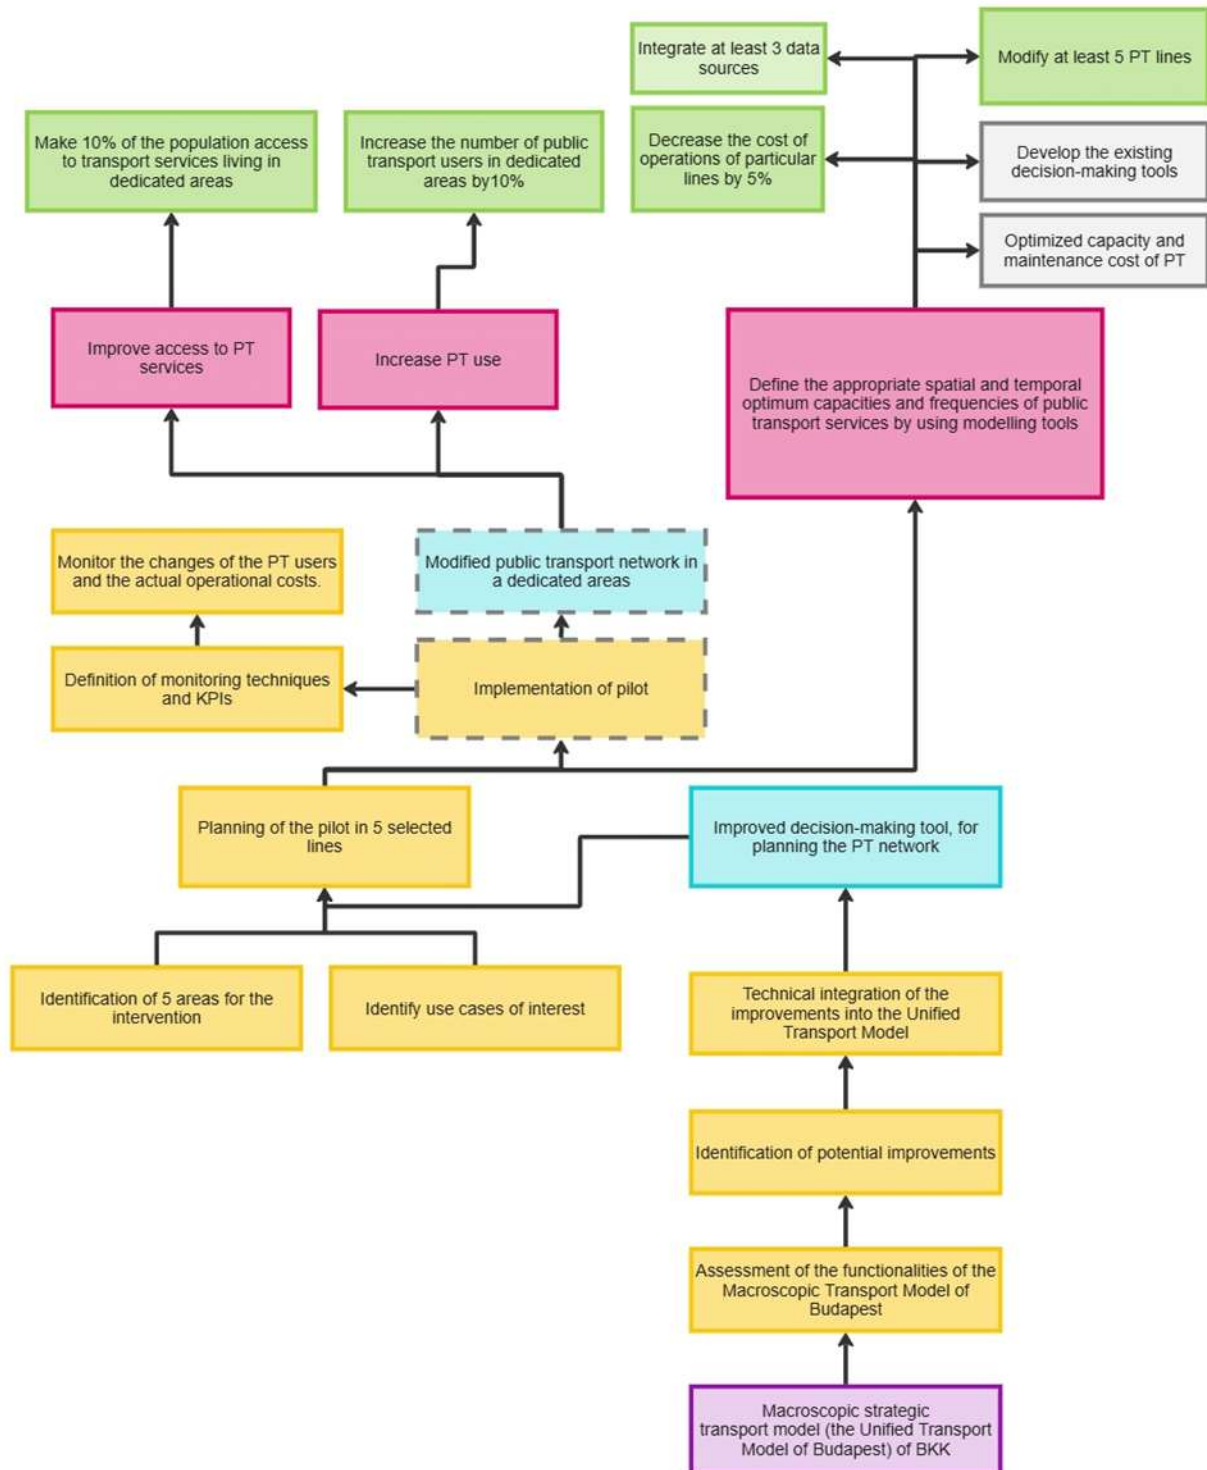 Integrate at least 3 data
sources
Modify at least 5 PT lines
Make 10% of the population access
to transport services living in
dedicated areas
Increase the number of public
transport users in dedicated
areas by10%
Decrease the cost of
operations of particular
lines by 5%
Develop the existing
decision-making tools
Optimized capacity and
maintenance cost of PT
Improve access to PT
services
Increase PT use
Define the appropriate spatial and temporal
optimum capacities and frequencies of public
transport services by using modelling tools
Monitor the changes of the PT users
and the actual operational costs.
Modified public transport network in
a dedicated areas
Definition of monitoring techniques
and KPIs
Implementation of pilot
Planning of the pilot in 5 selected
lines
Improved decision-making tool, for
planning the PT network
Identification of 5 areas for the
intervention
Identify use cases of interest
Technical integration of the
improvements into the Unified
Transport Model
Identification of potential improvements
Assessment of the functionalities of the
Macroscopic Transport Model of
Budapest
Macroscopic strategic
transport model (the Unified Transport
Model of Budapest) of BKK